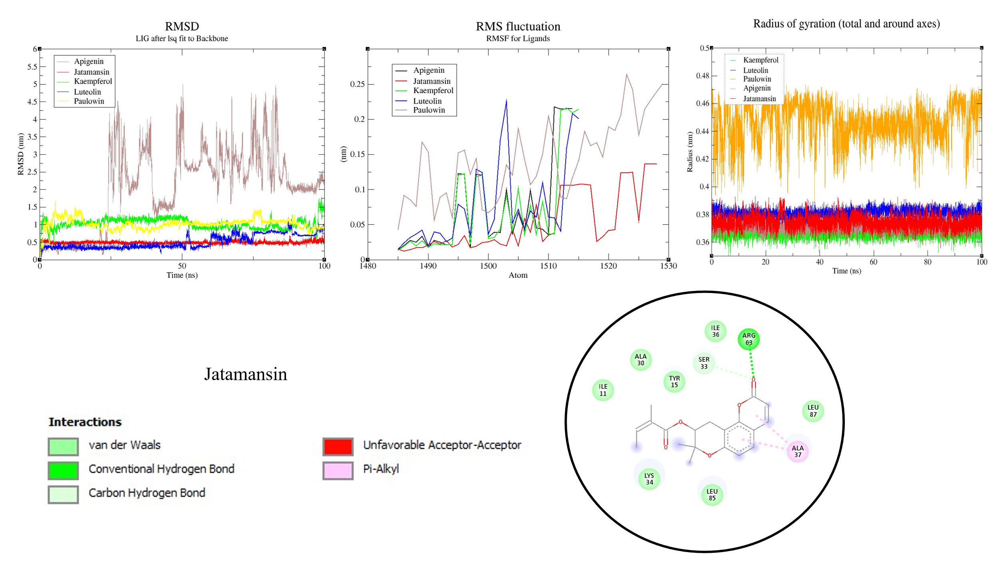 RMSD
LIG after lsq fit to Backbone
6
5.5
5
4.5
4
3.5
3
2.5
2
1.5
1
0.5
0
RMSD (nm)
Apigenin
Jatamansin
Kaempferol
Luteolin
Paulowin
0 50 100
Time (ns)
RMS fluctuation
RMSF for Ligands
0.25
0.2
0.15
0.1
0.05
0
(nm)
Apigenin
Jatamansin
Kaempferol
Luteolin
Paulowin
1480 1490 1500 1510 1520 1530
Atom
Radius of gyration (total and around axes)
0.5
0.48
0.46
0.44
0.42
0.4
0.38
0.36
Radius (nm)
Kaempferol
Luteolin
Paulowin
Apigenin
Jatamansin
0 20 40 60 80 100
Time (ns)
Jatamansin
Interactions
van der Waals
Conventional Hydrogen Bond
Carbon Hydrogen Bond
Unfavorable Acceptor-Acceptor
Pi-Alkyl
ILE
36
ARG
63
ALA
30
SER
33
TYR
15
ILE
11
O
O
LEU
87
O
O
O
ALA
37
LYS
34
LEU
85